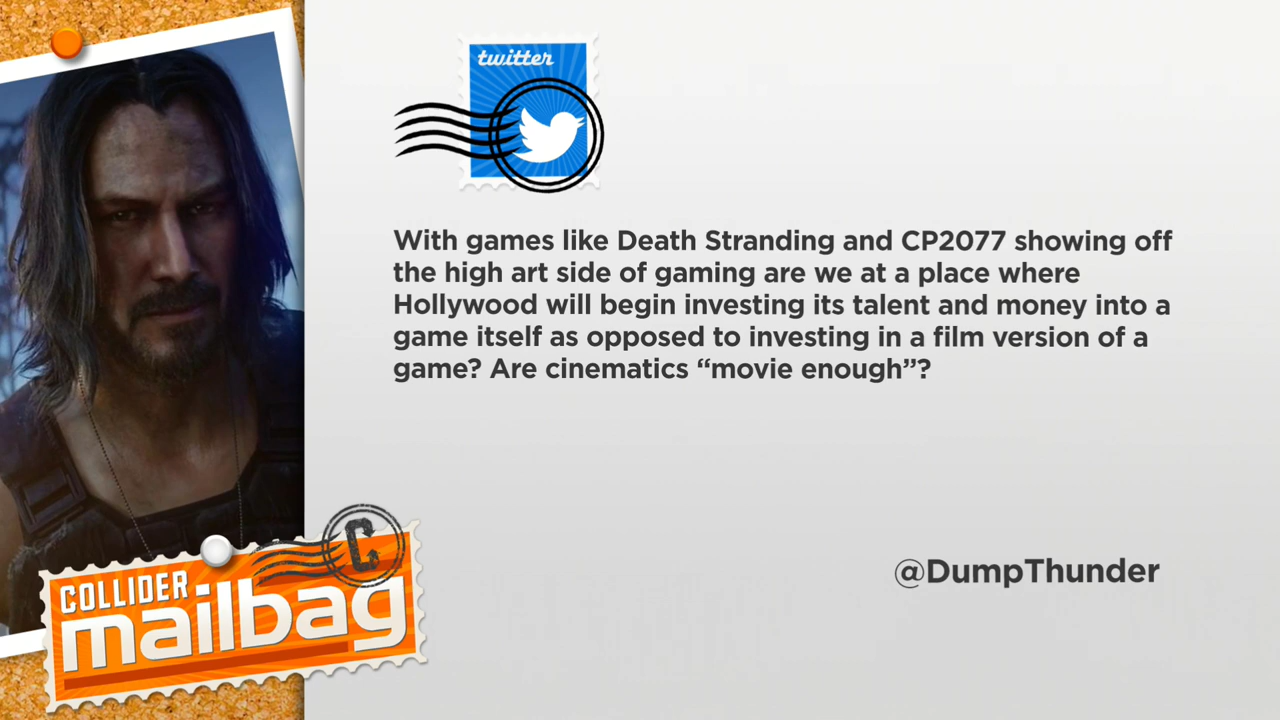 twitter
With games like Death Stranding and CP2077 showing off
the high art side of gaming are we at a place where
Hollywood will begin investing its talent and money into a
game itself as opposed to investing in a film version of a
game? Are cinematics “movie enough”?
@DumpThunder
C
COLLIDER
mailbag